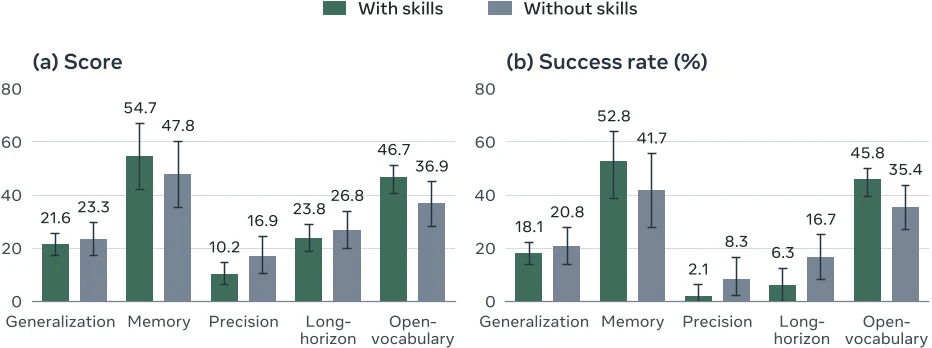 With skills
Without skills
(a) Score
80
60
40
20
0
21.6
23.3
54.7
47.8
10.2
16.9
23.8
26.8
46.7
36.9
Generalization
Memory
Precision
Long-
horizon
Open-
vocabulary
(b) Success rate (%)
80
60
40
20
0
18.1
20.8
52.8
41.7
2.1
8.3
6.3
16.7
45.8
35.4
Generalization
Memory
Precision
Long-
horizon
Open-
vocabulary